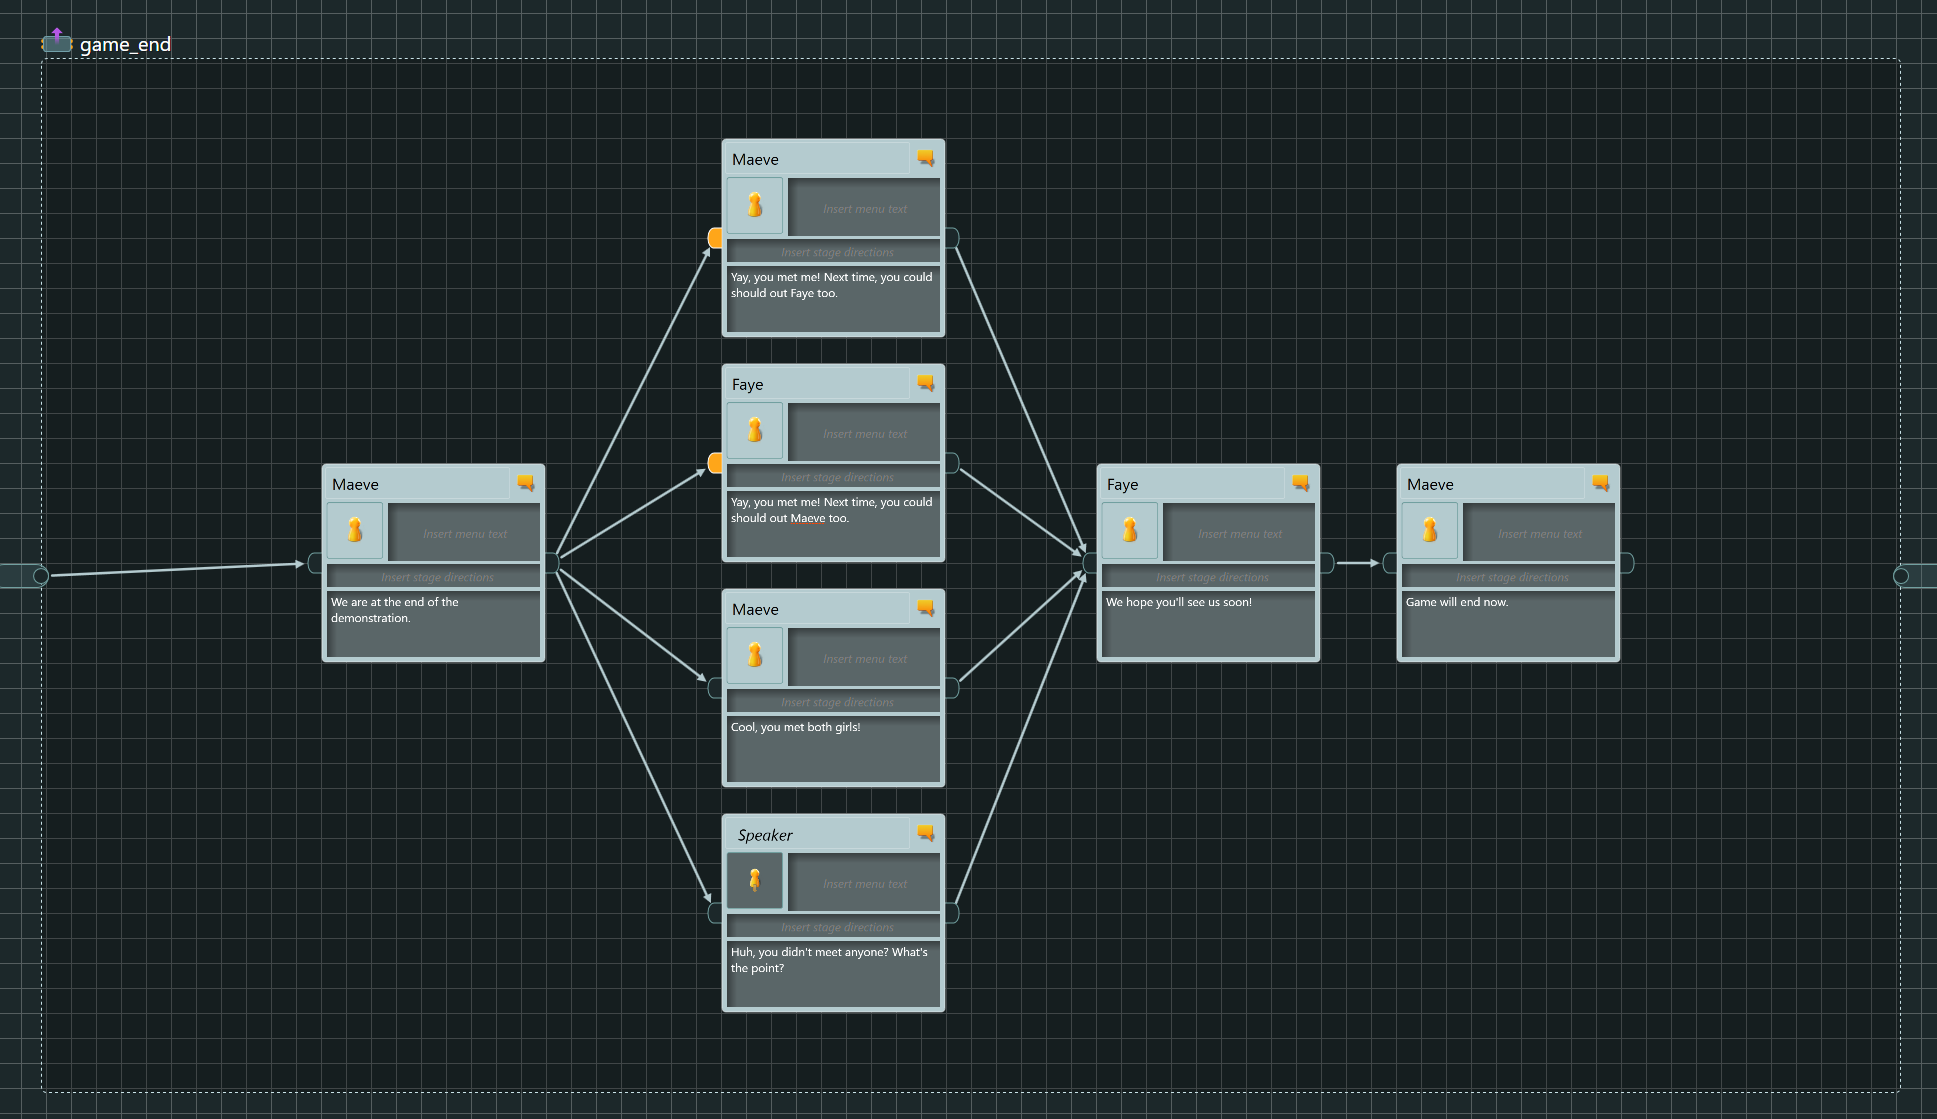 game_end
Maeve
Insert menu text
Insert stage directions
We are at the end of the
demonstration.
Maeve
Insert menu text
Insert stage directions
Yay, you met me! Next time, you could
should out Faye too.
Faye
Insert menu text
Insert stage directions
Yay, you met me! Next time, you could
should out Maeve too.
Maeve
Insert menu text
Insert stage directions
Cool, you met both girls!
Speaker
Insert menu text
Insert stage directions
Huh, you didn't meet anyone? What's
the point?
Faye
Insert menu text
Insert stage directions
We hope you'll see us soon!
Maeve
Insert menu text
Insert stage directions
Game will end now.